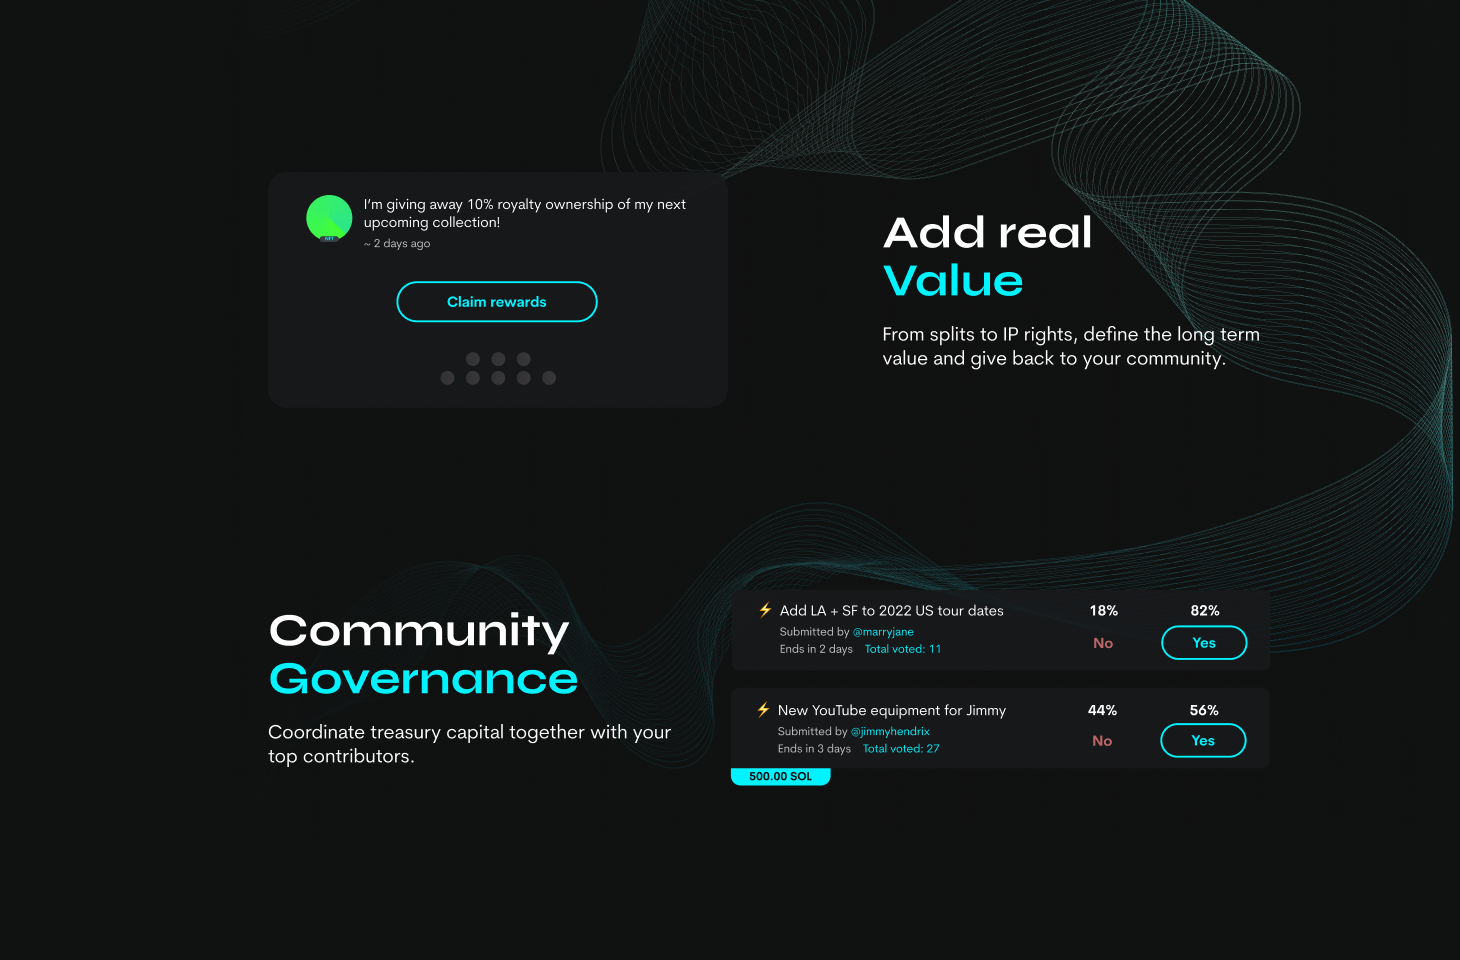 I'm giving away 10% royalty ownership of my next
upcoming collection!
~ 2 days ago
NFT
Claim rewards
Add real
Value
From splits to IP rights, define the long term
value and give back to your community.
Community
Governance
Coordinate treasury capital together with your
top contributors.
⚡ Add LA + SF to 2022 US tour dates
18%
82%
Submitted by @marryjane
Ends in 2 days Total voted: 11
No
Yes
⚡ New YouTube equipment for Jimmy
44%
56%
Submitted by @jimmyhendrix
Ends in 3 days Total voted: 27
No
Yes
500.00 SOL